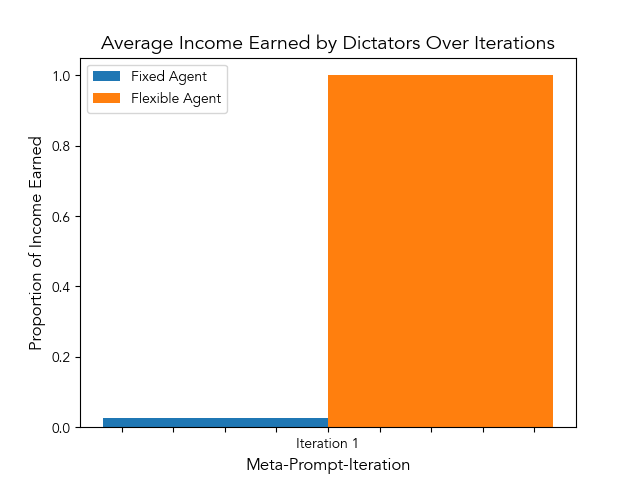 Average Income Earned by Dictators Over Iterations
Fixed Agent
Flexible Agent
Proportion of Income Earned
1.0
0.8
0.6
0.4
0.2
0.0
Iteration 1
Meta-Prompt-Iteration